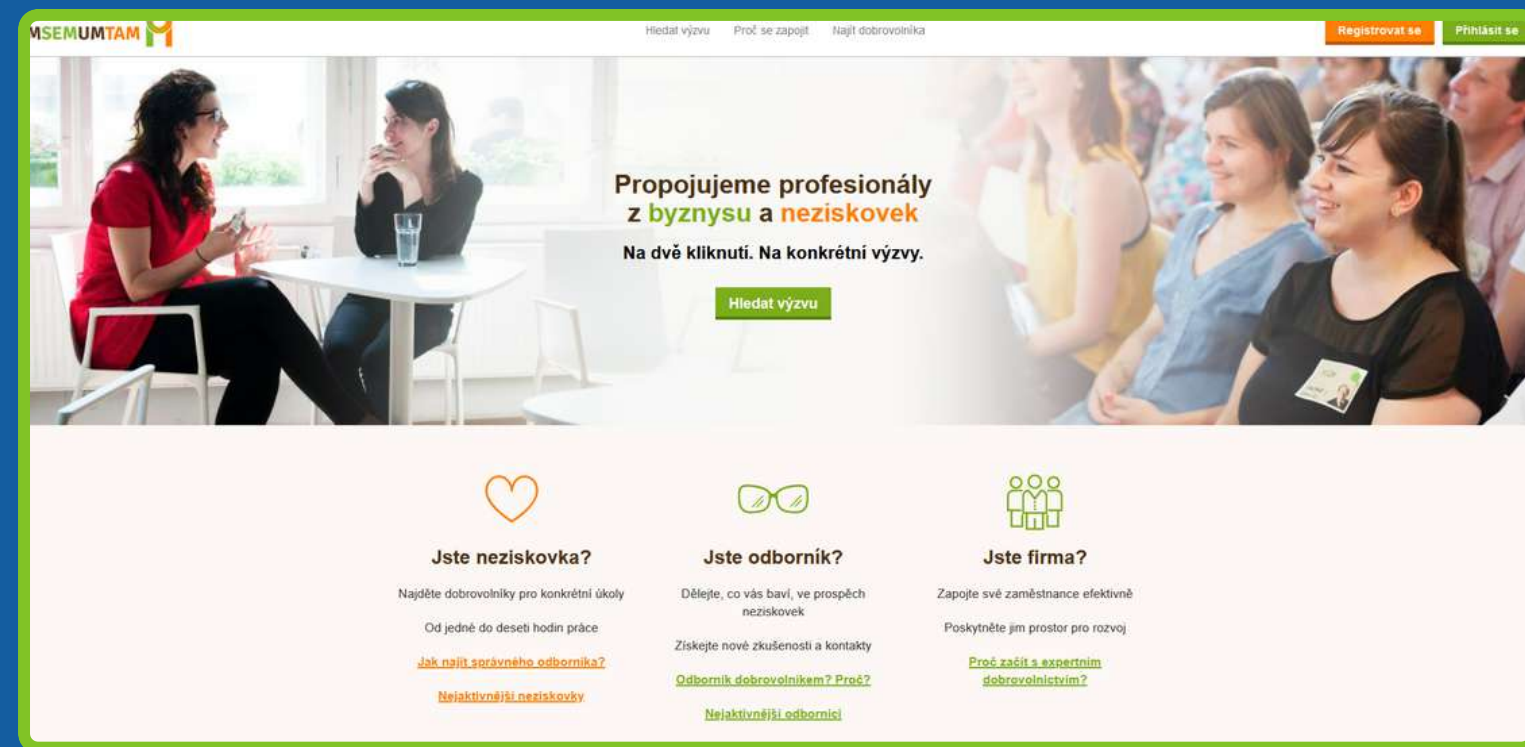 MSEMUMTAM
Hledat výzvu Proč se zapojit Najít dobrovolníka
Registrovat se Přihlásit se
Propojujeme profesionály
z byznysu a neziskovek
Na dvě kliknutí. Na konkrétní výzvy.
Hledat výzvu
Jste neziskovka?
Najděte dobrovolníky pro konkrétní úkoly
Od jedné do deseti hodin práce
Jak najít správného odborníka?
Nejaktivnější neziskovky
Jste odborník?
Dělejte, co vás baví, ve prospěch
neziskovek
Získejte nové zkušenosti a kontakty
Odborník dobrovolníkem? Proč?
Nejaktivnější odborníci
Jste firma?
Zapojte své zaměstnance efektivně
Poskytněte jim prostor pro rozvoj
Proč začít s expertním
dobrovolnictvím?